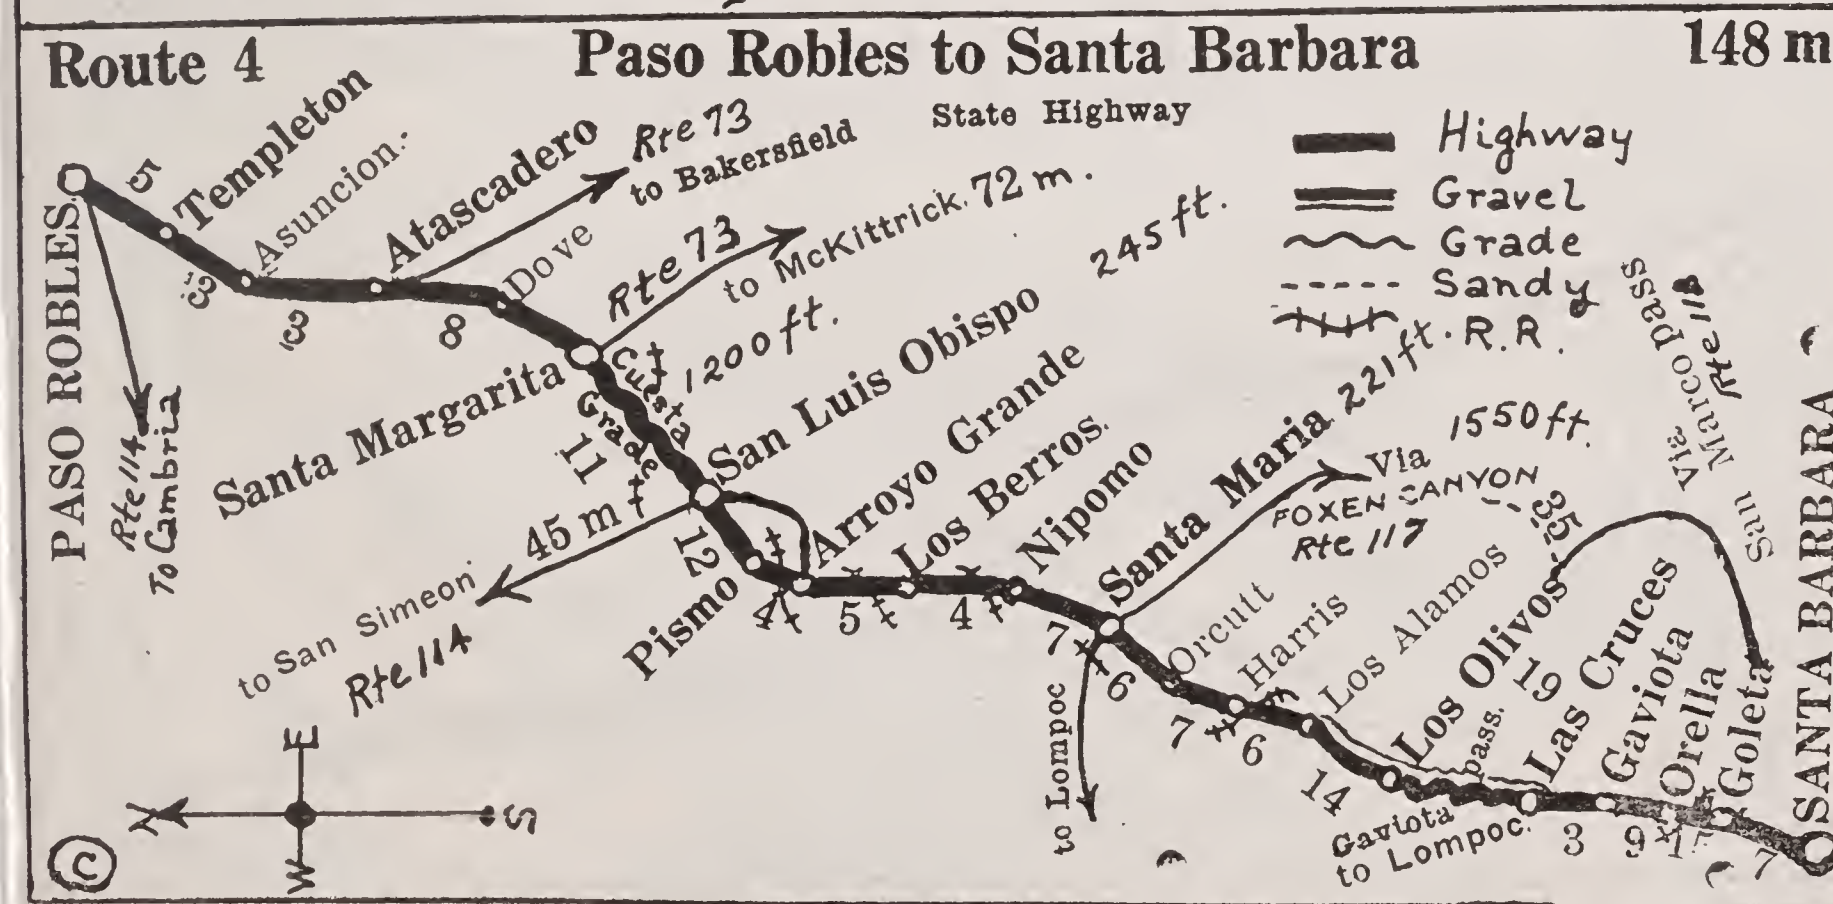 Route 4
Paso Robles to Santa Barbara
148 m
State Highway
Highway
Gravel
Grade
Sandy
R.R.
PASO ROBLES.
5
Templeton
3
Asuncion.
3
Atascadero
Rte 73
to Bakersfield
8
Dove
Rte 73
to McKittrick. 72 m.
Rte 114
To Cambria
Santa Margarita
Cuesta
Grade
1200 ft.
11
San Luis Obispo
245 ft.
45 m
to San Simeon
Rte 114
12
Pismo
4
Arroyo Grande
5
Los Berros.
4
Nipomo
7
Santa Maria 221 ft.
Via
FOXEN CANYON
Rte 117
1550 ft.
35
to Lompoc
6
Orcutt
7
Harris
6
Los Alamos
14
Los Olivos
19
Gaviota
pass.
to Lompoc.
Las Cruces
3
Gaviota
9
Orella
Goleta
7
Via
San Marco pass
Rte 118
SANTA BARBARA
N
E
S
W
©